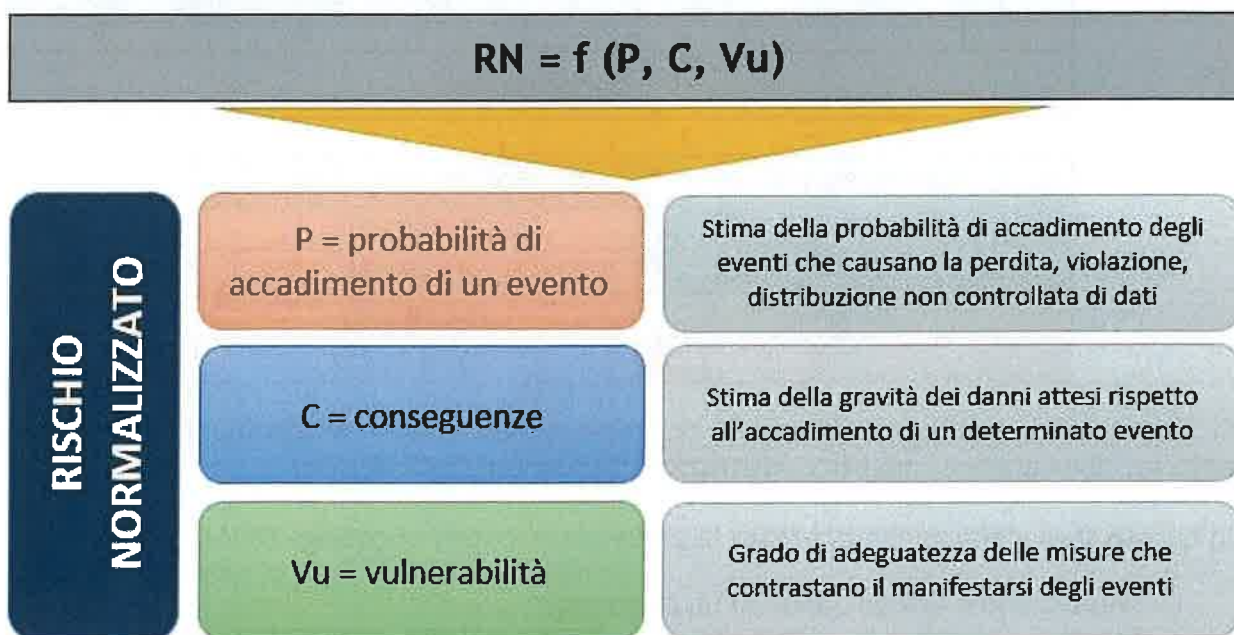 RN = f (P, C, Vu)
RISCHIO
NORMALIZZATO
P = probabilità di
accadimento di un evento
Stima della probabilità di accadimento degli
eventi che causano la perdita, violazione,
distribuzione non controllata di dati
C = conseguenze
Stima della gravità dei danni attesi rispetto
all'accadimento di un determinato evento
Vu = vulnerabilità
Grado di adeguatezza delle misure che
contrastano il manifestarsi degli eventi